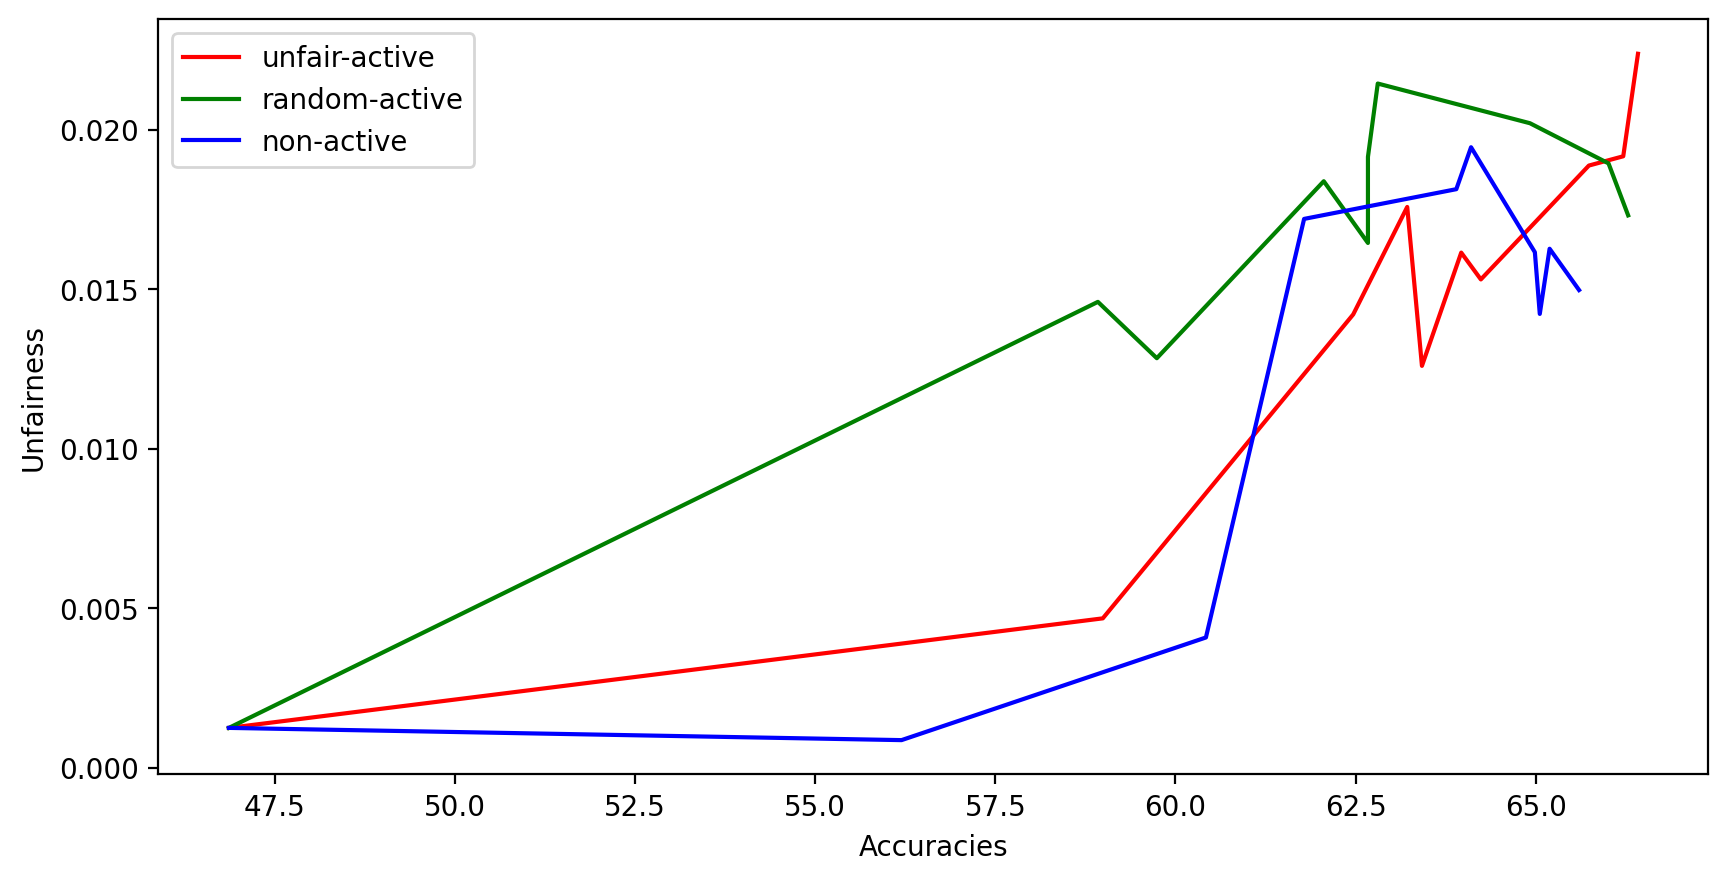 unfair-active
random-active
non-active
0.020
0.015
0.010
0.005
0.000
Unfairness
47.5 50.0 52.5 55.0 57.5 60.0 62.5 65.0
Accuracies